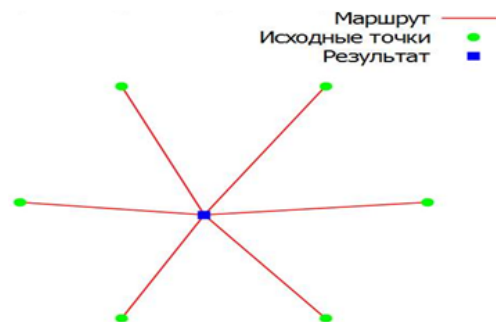 Маршрут
Исходные точки
Результат